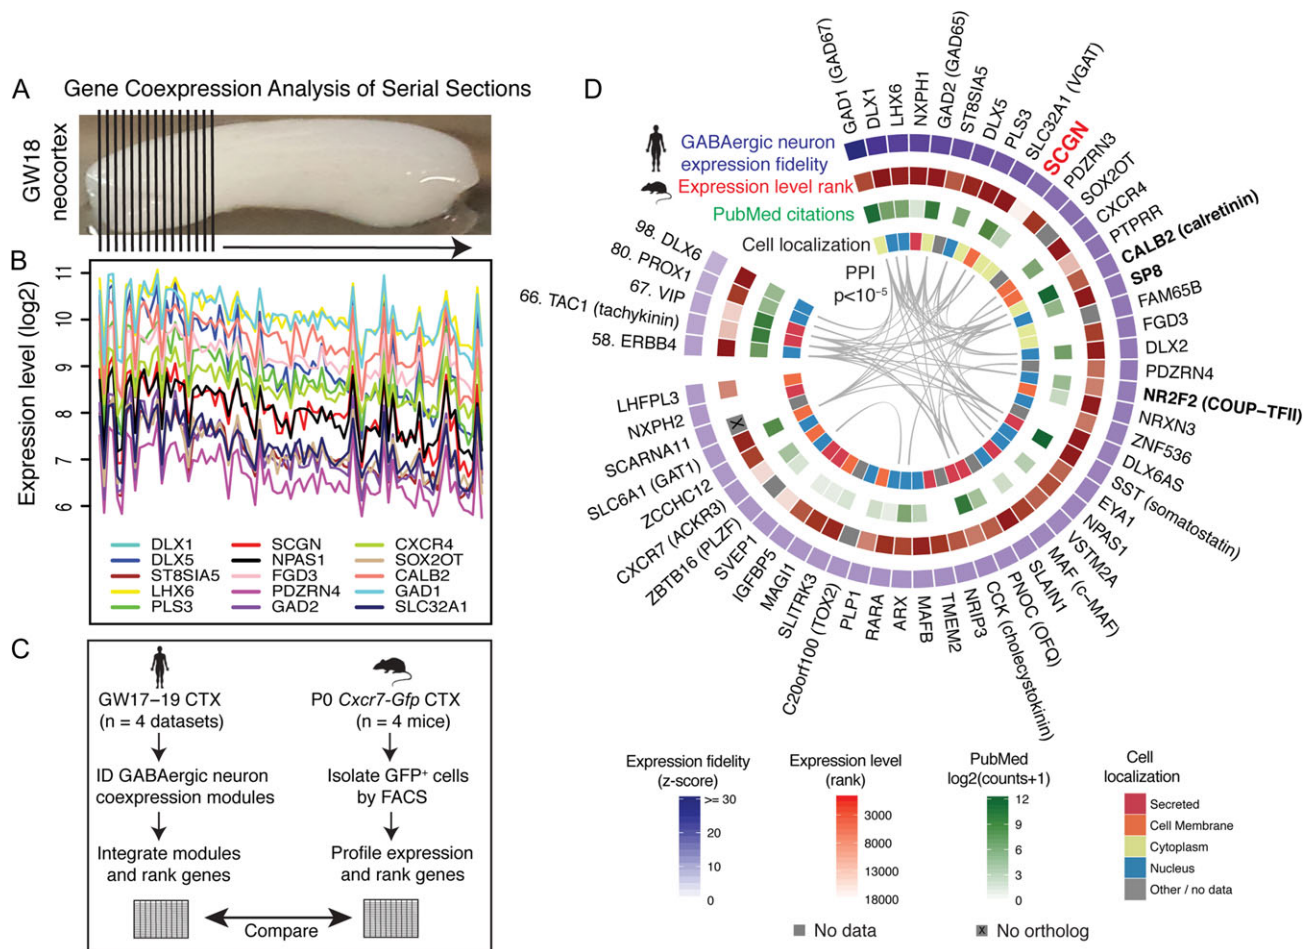 A
Gene Coexpression Analysis of Serial Sections
GW18
neocortex
B
Expression level (log2)
11
10
9
8
7
6
DLX1
DLX5
ST8SIA5
LHX6
PLS3
SCGN
NPAS1
FGD3
PDZRN4
GAD2
CXCR4
SOX2OT
CALB2
GAD1
SLC32A1
C
GW17–19 CTX
(n = 4 datasets)
ID GABAergic neuron
coexpression modules
Integrate modules
and rank genes
P0 Cxcr7-Gfp CTX
(n = 4 mice)
Isolate GFP+ cells
by FACS
Profile expression
and rank genes
Compare
D
GABAergic neuron
expression fidelity
Expression level rank
PubMed citations
Cell localization
PPI
p<10⁻⁵
GAD1 (GAD67)
DLX1
LHX6
NXPH1
GAD2 (GAD65)
ST8SIA5
DLX5
PLS3
SLC32A1 (VGAT)
SCGN
PDZRN3
SOX2OT
CXCR4
PTPRR
CALB2 (calretinin)
SP8
FAM65B
FGD3
DLX2
PDZRN4
NR2F2 (COUP–TFII)
NRXN3
ZNF536
DLX6AS
SST (somatostatin)
EYA1
NPAS1
VSTM2A
MAF (c–MAF)
SLAIN1
PNOC (OFQ)
CCK (cholecystokinin)
NRIP3
TMEM2
MAFB
ARX
RARA
PLP1
C20orf100 (TOX2)
SLITRK3
MAGI1
IGFBP5
SVEP1
ZBTB16 (PLZF)
CXCR7 (ACKR3)
ZCCHC12
SLC6A1 (GAT1)
SCARNA11
NXPH2
LHFPL3
58. ERBB4
66. TAC1 (tachykinin)
67. VIP
80. PROX1
98. DLX6
X
Expression fidelity
(z-score)
>= 30
20
10
0
Expression level
(rank)
3000
6000
9000
13000
18000
PubMed
log2(counts+1)
12
9
6
3
0
Cell
localization
Secreted
Cell Membrane
Cytoplasm
Nucleus
Other / no data
No data
X No ortholog